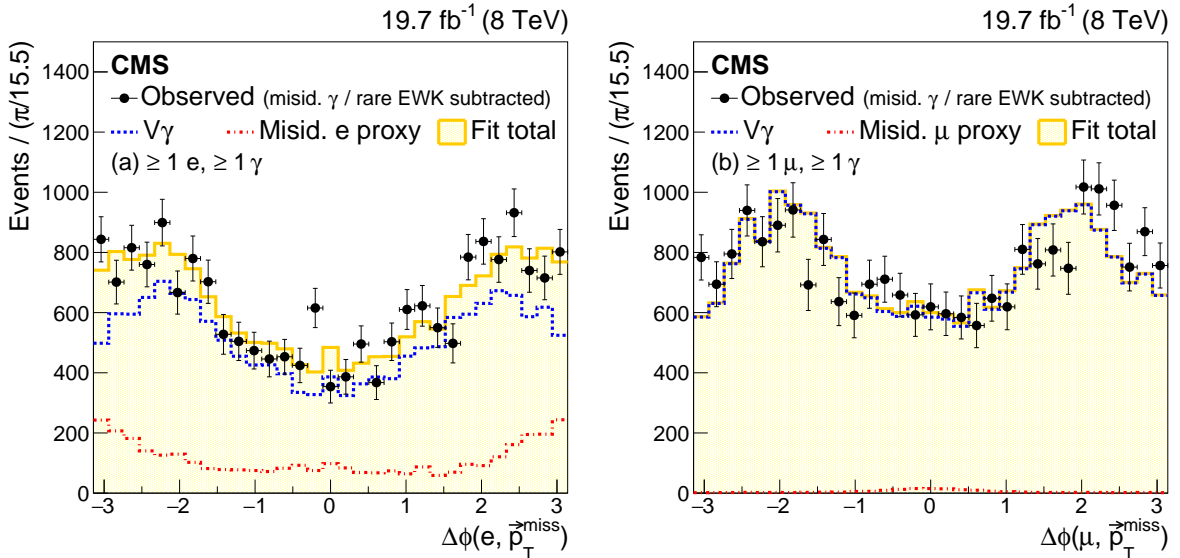 19.7 fb⁻¹ (8 TeV)
Events / (π/15.5)
1400
1200
1000
800
600
400
200
0
CMS
Observed (misid. γ / rare EWK subtracted)
Vγ Misid. e proxy Fit total
(a) ≥ 1 e, ≥ 1 γ
−3 −2 −1 0 1 2 3
Δϕ(e, p⃗_T^miss)
19.7 fb⁻¹ (8 TeV)
Events / (π/15.5)
1400
1200
1000
800
600
400
200
0
CMS
Observed (misid. γ / rare EWK subtracted)
Vγ Misid. μ proxy Fit total
(b) ≥ 1 μ, ≥ 1 γ
−3 −2 −1 0 1 2 3
Δϕ(μ, p⃗_T^miss)